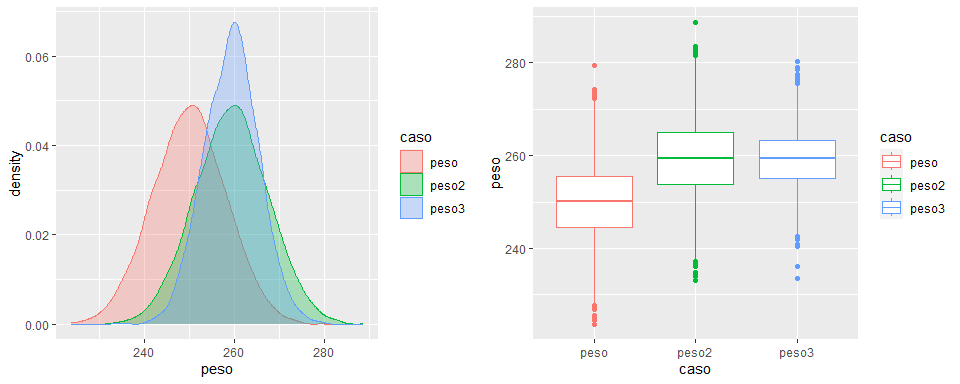 density
0.06
0.04
0.02
0.00
240
260
280
peso
caso
peso
peso2
peso3
peso
280
260
240
peso
peso2
peso3
caso
caso
peso
peso2
peso3